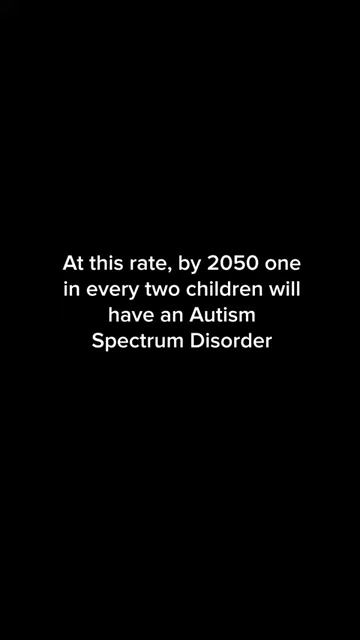 At this rate, by 2050 one
in every two children will
have an Autism
Spectrum Disorder